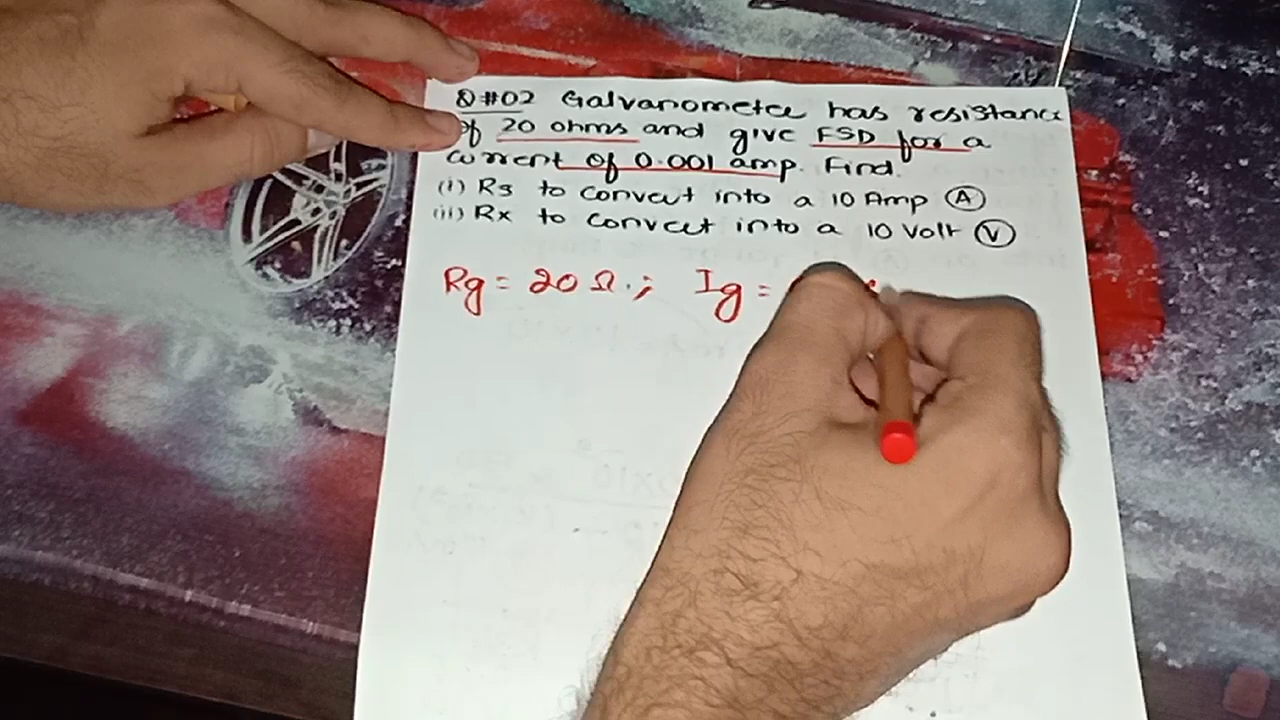 Q#02 Galvanometer has resistance
of 20 ohms and give FSD for a
current of 0.001 amp. Find.
(i) Rs to convert into a 10 Amp (A)
(ii) Rx to convert into a 10 Volt (V)
Rg = 20 Ω ; Ig =